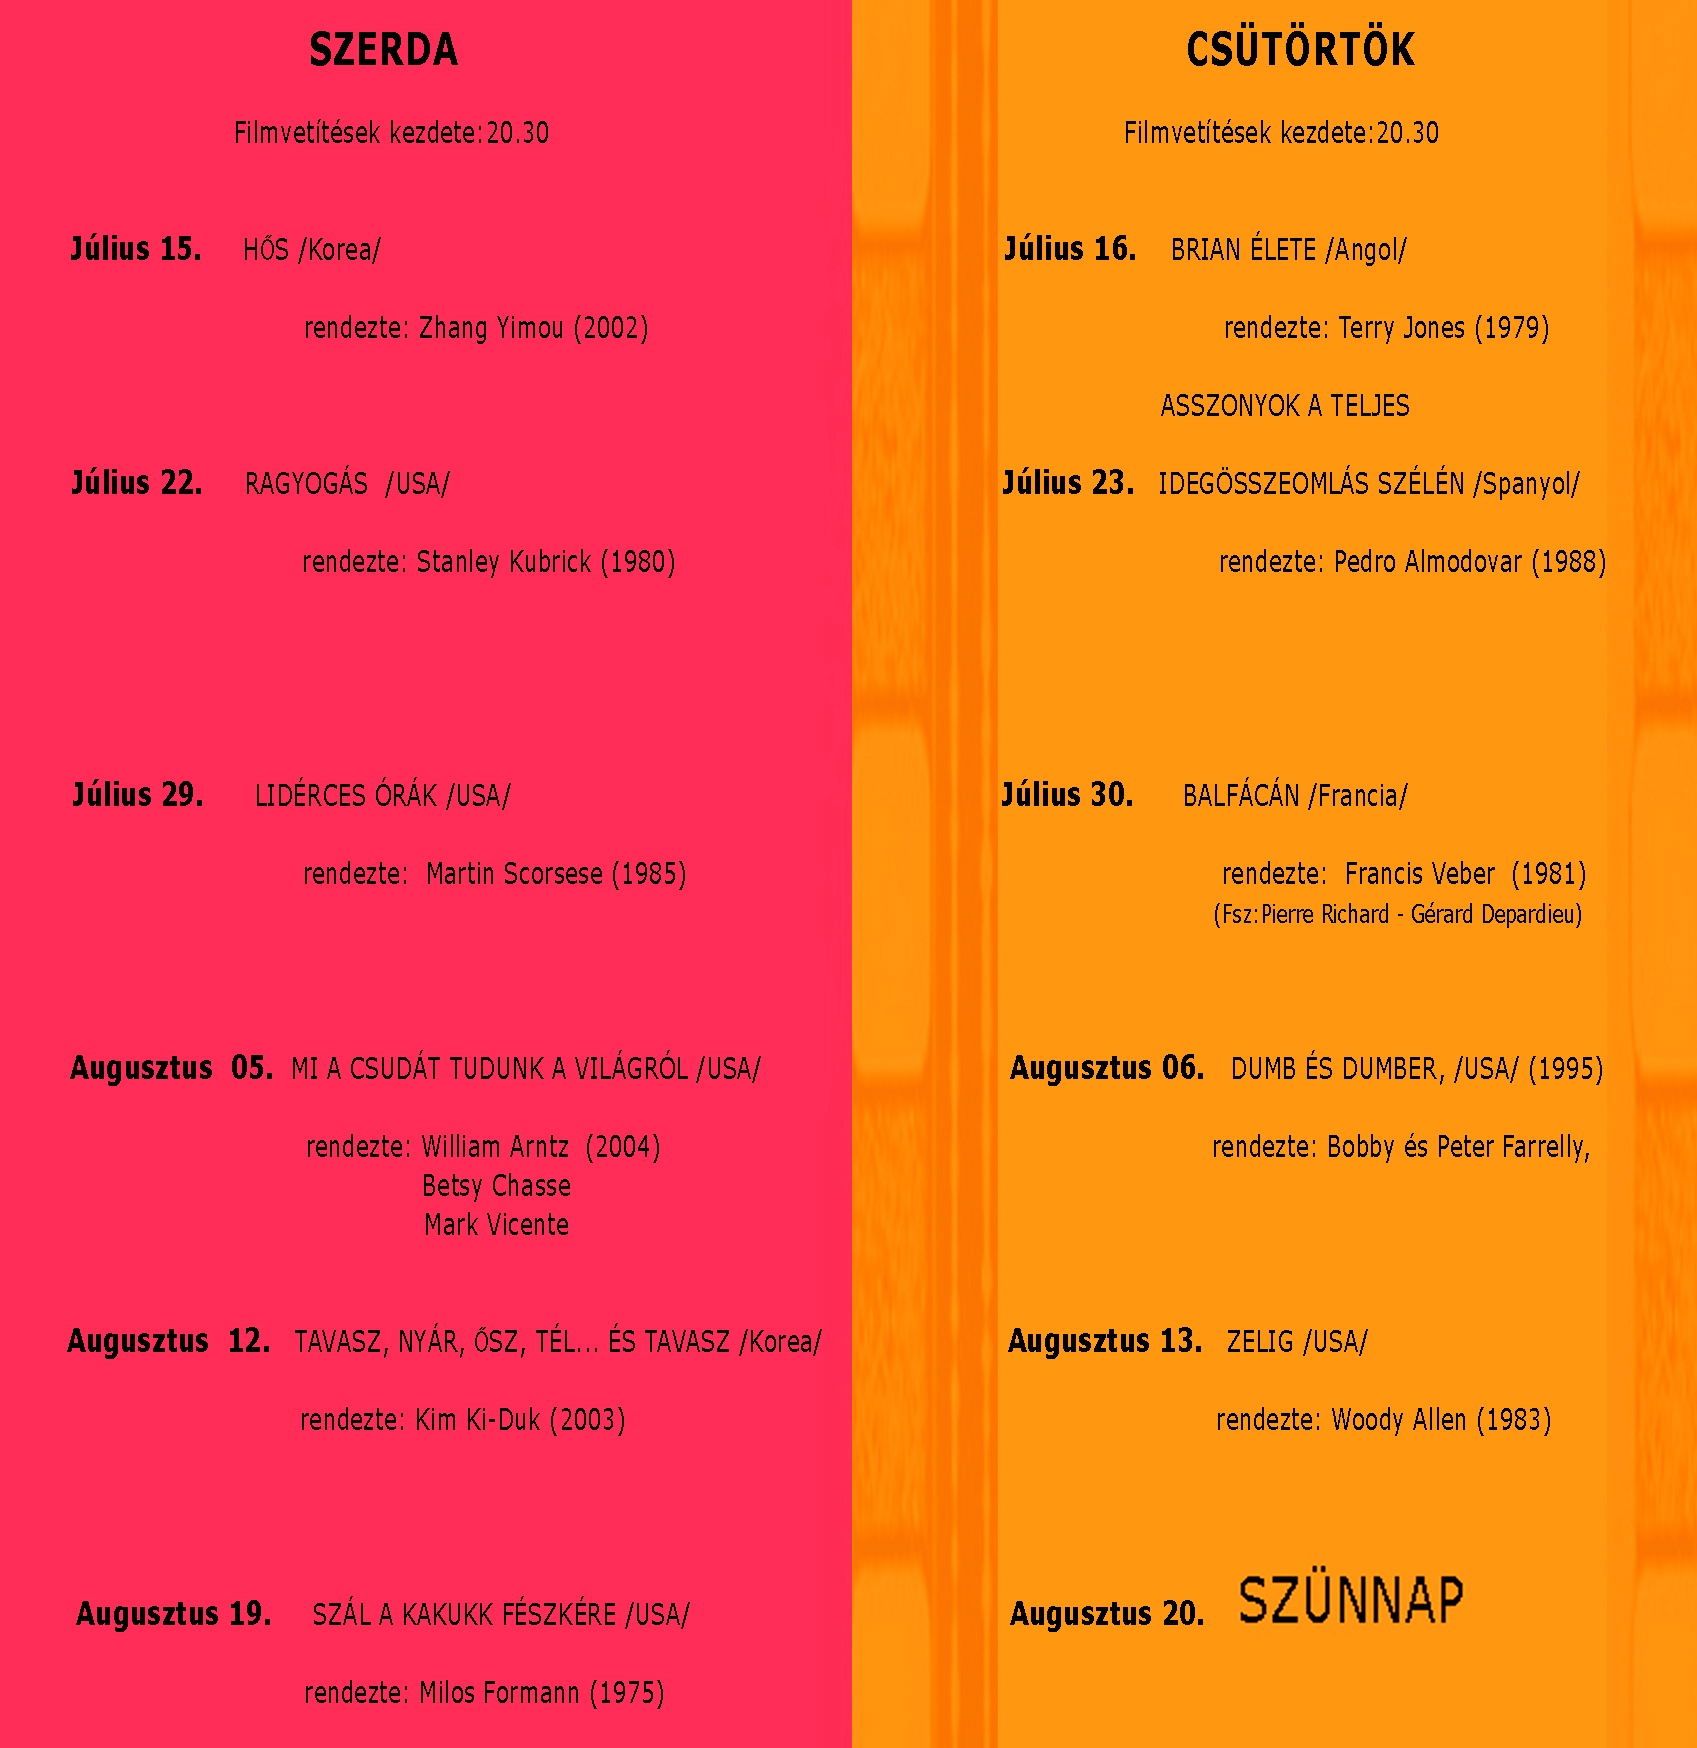 SZERDA
Filmvetítések kezdete:20.30
Július 15. HŐS /Korea/
rendezte: Zhang Yimou (2002)
Július 22. RAGYOGÁS /USA/
rendezte: Stanley Kubrick (1980)
Július 29. LIDÉRCES ÓRÁK /USA/
rendezte: Martin Scorsese (1985)
Augusztus 05. MI A CSUDÁT TUDUNK A VILÁGRÓL /USA/
rendezte: William Arntz (2004)
Betsy Chasse
Mark Vicente
Augusztus 12. TAVASZ, NYÁR, ŐSZ, TÉL... ÉS TAVASZ /Korea/
rendezte: Kim Ki-Duk (2003)
Augusztus 19. SZÁL A KAKUKK FÉSZKÉRE /USA/
rendezte: Milos Formann (1975)
CSÜTÖRTÖK
Filmvetítések kezdete:20.30
Július 16. BRIAN ÉLETE /Angol/
rendezte: Terry Jones (1979)
ASSZONYOK A TELJES
Július 23. IDEGÖSSZEOMLÁS SZÉLÉN /Spanyol/
rendezte: Pedro Almodovar (1988)
Július 30. BALFÁCÁN /Francia/
rendezte: Francis Veber (1981)
(Fsz:Pierre Richard - Gérard Depardieu)
Augusztus 06. DUMB ÉS DUMBER, /USA/ (1995)
rendezte: Bobby és Peter Farrelly,
Augusztus 13. ZELIG /USA/
rendezte: Woody Allen (1983)
Augusztus 20. SZÜNNAP